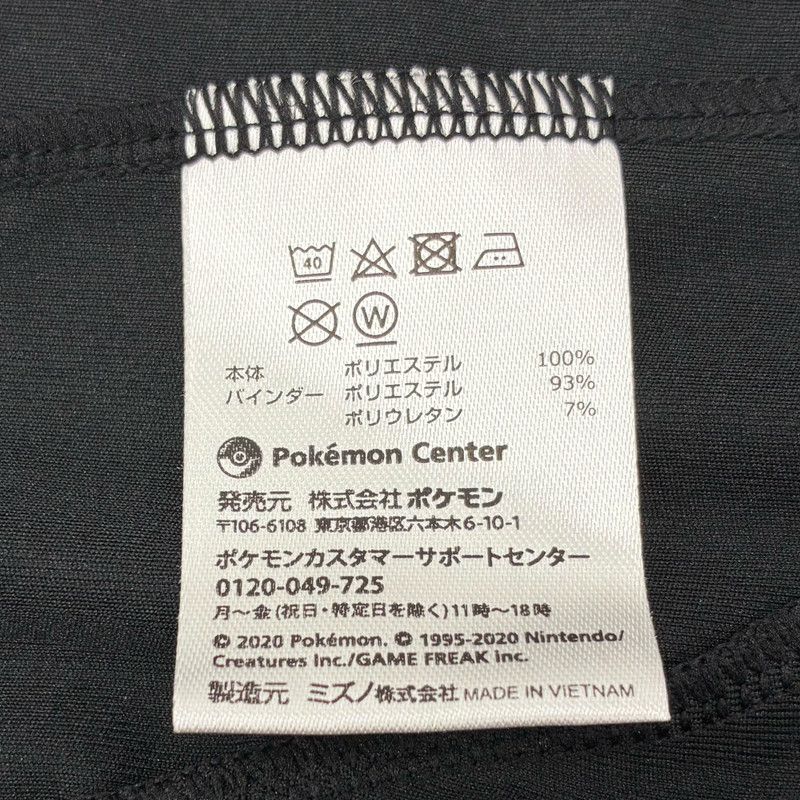 40
W
本体 ポリエステル 100%
バインダー ポリエステル 93%
ポリウレタン 7%
Pokémon Center
発売元 株式会社ポケモン
〒106-6108 東京都港区六本木6-10-1
ポケモンカスタマーサポートセンター
0120-049-725
月～金(祝日・特定日を除く)11時～18時
© 2020 Pokémon. © 1995-2020 Nintendo/
Creatures Inc./GAME FREAK inc.
製造元 ミズノ株式会社 MADE IN VIETNAM